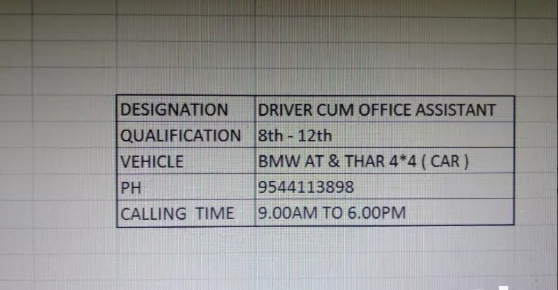 DESIGNATION DRIVER CUM OFFICE ASSISTANT
QUALIFICATION 8th - 12th
VEHICLE BMW AT & THAR 4*4 ( CAR )
PH 9544113898
CALLING TIME 9.00AM TO 6.00PM